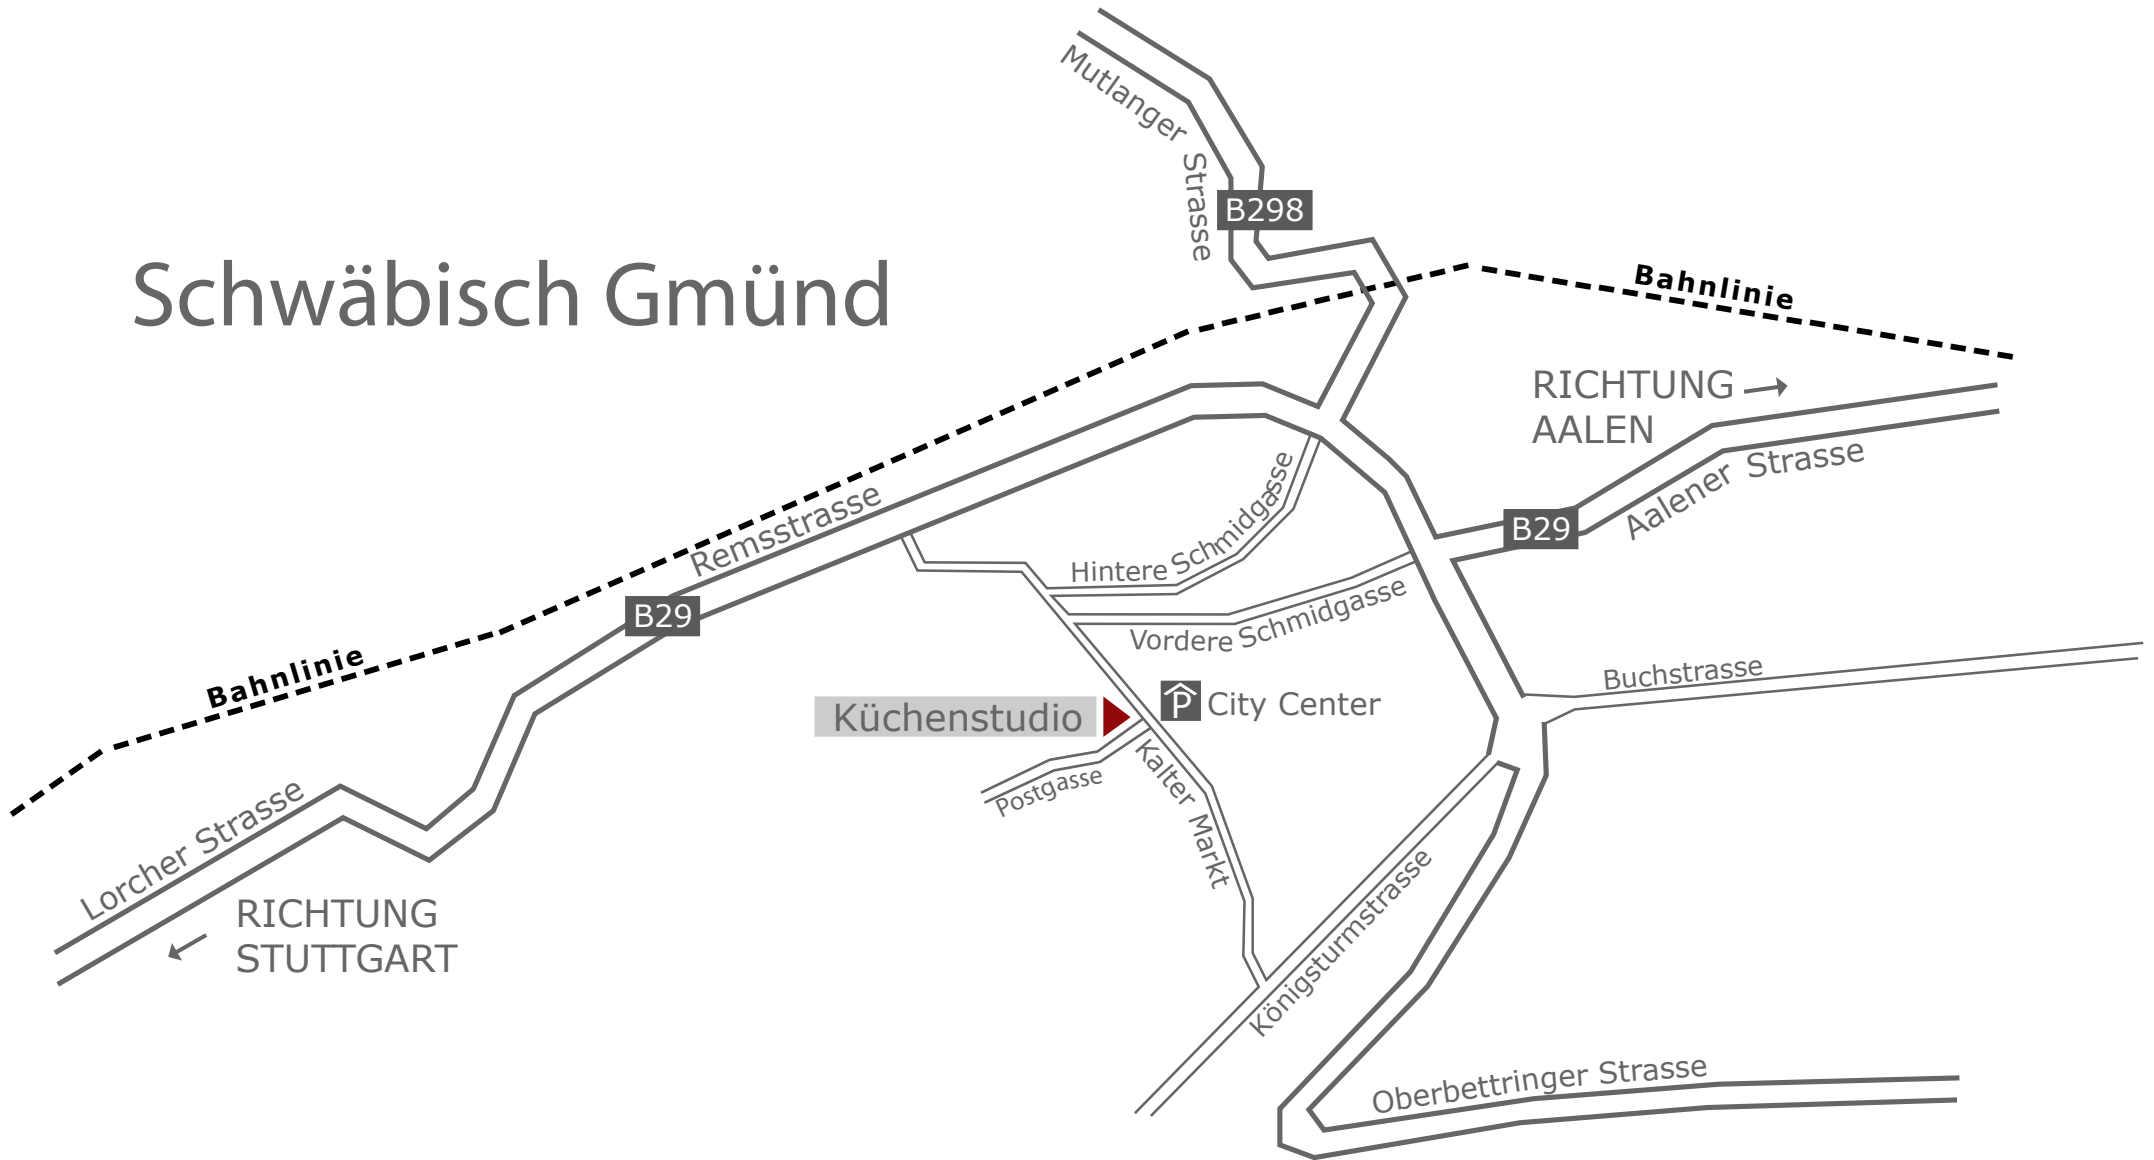 Mutlanger Strasse
B298
Schwäbisch Gmünd
Bahnlinie
RICHTUNG
AALEN
Aalener Strasse
B29
Remsstrasse
Hintere Schmidgasse
Vordere Schmidgasse
B29
Bahnlinie
Buchstrasse
Küchenstudio
P City Center
Postgasse
Kalter Markt
Lorcher Strasse
RICHTUNG
STUTTGART
Königsturmstrasse
Oberbettringer Strasse